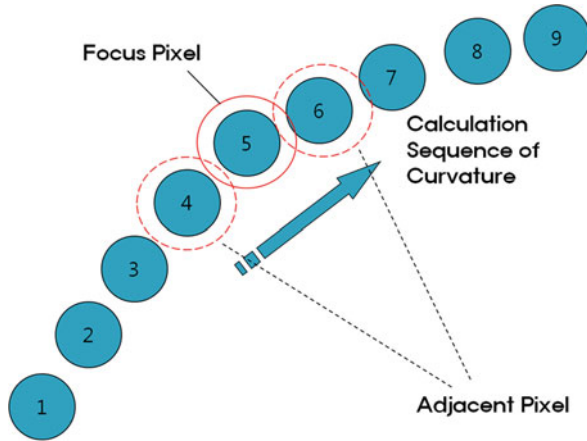 9
8
7
Focus Pixel
6
Calculation
Sequence of
Curvature
5
4
3
2
1
Adjacent Pixel